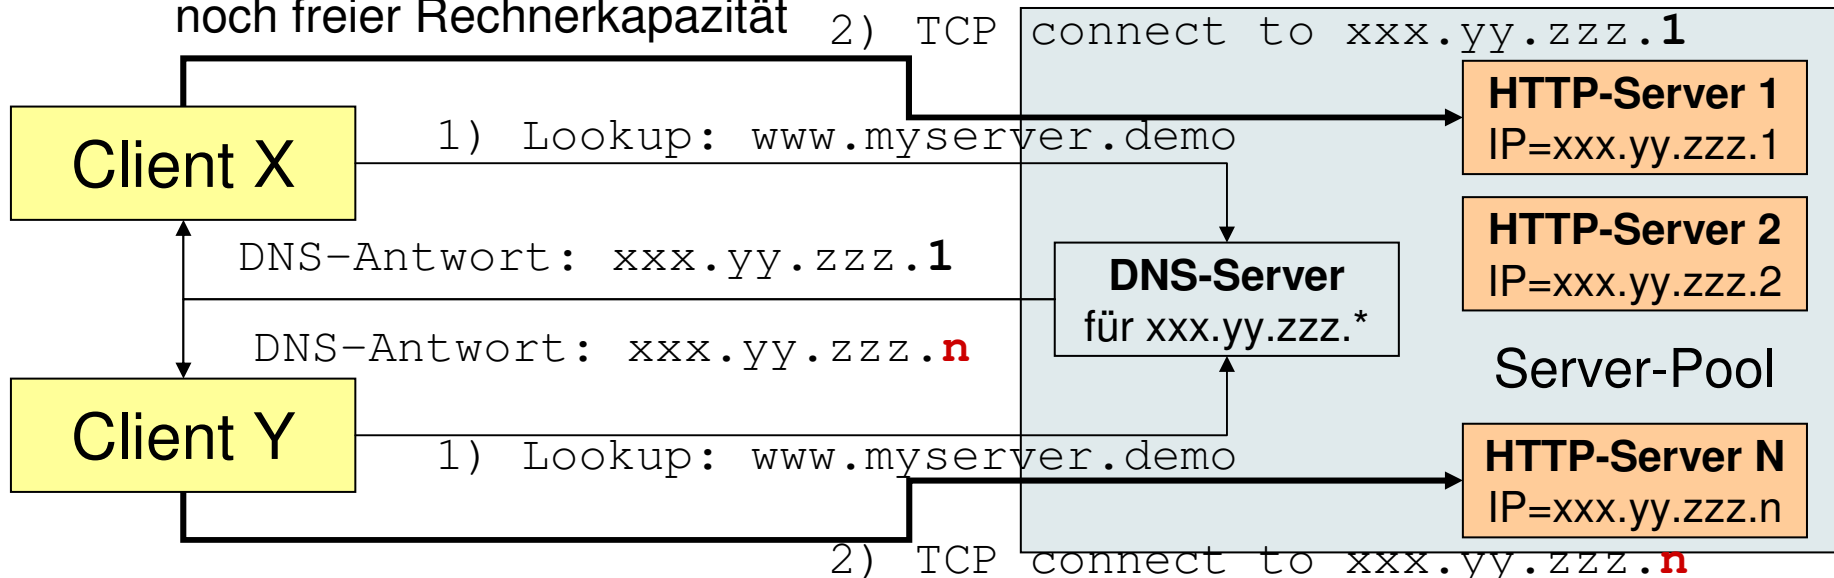 noch freier Rechnerkapazität
2) TCP connect to xxx.yy.zzz.1
HTTP-Server 1
IP=xxx.yy.zzz.1
1) Lookup: www.myserver.demo
Client X
HTTP-Server 2
IP=xxx.yy.zzz.2
DNS-Antwort: xxx.yy.zzz.1
DNS-Server
für xxx.yy.zzz.*
DNS-Antwort: xxx.yy.zzz.n
Server-Pool
Client Y
1) Lookup: www.myserver.demo
HTTP-Server N
IP=xxx.yy.zzz.n
2) TCP connect to xxx.yy.zzz.n